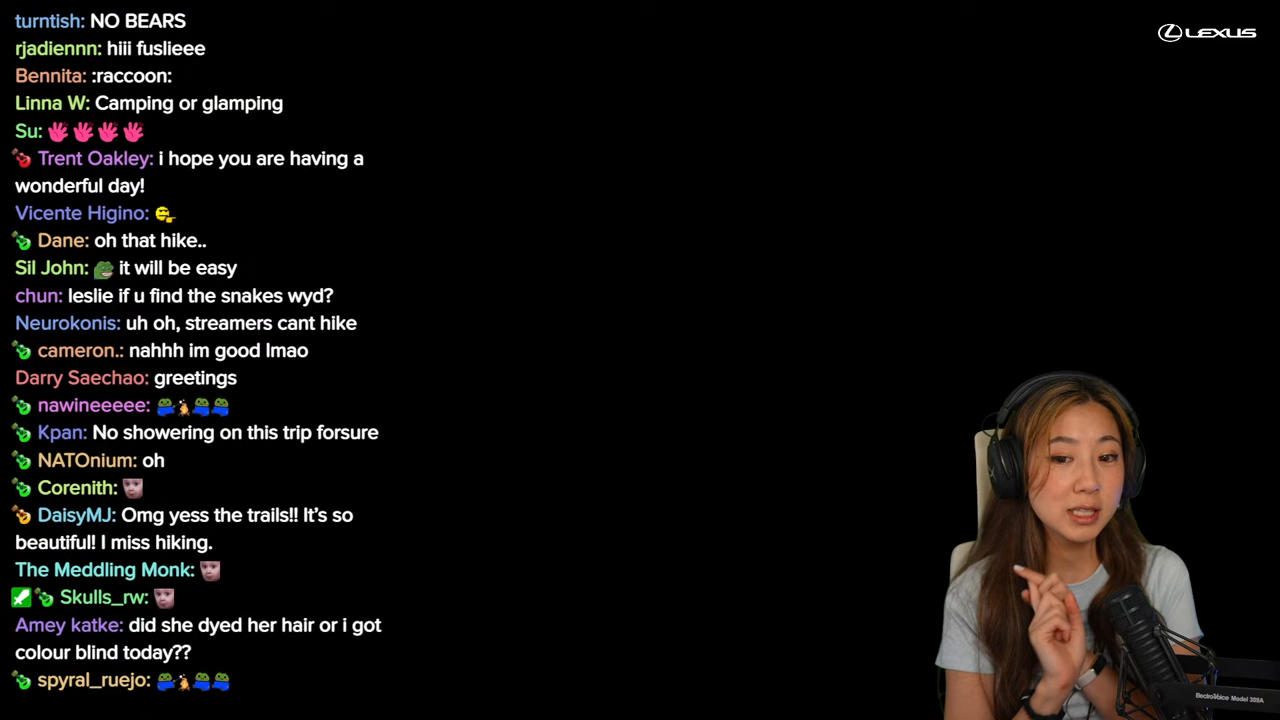 turntish: NO BEARS
LEXUS
rjadiennn: hiii fuslieee
Bennita: :raccoon:
Linna W: Camping or glamping
Su:
Trent Oakley: i hope you are having a
wonderful day!
Vicente Higino:
Dane: oh that hike..
Sil John: it will be easy
chun: leslie if u find the snakes wyd?
Neurokonis: uh oh, streamers cant hike
cameron.: nahhh im good lmao
Darry Saechao: greetings
nawineeeee:
Kpan: No showering on this trip forsure
NATOnium: oh
Corenith:
DaisyMJ: Omg yess the trails!! It’s so
beautiful! I miss hiking.
The Meddling Monk:
Skulls_rw:
Amey katke: did she dyed her hair or i got
colour blind today??
spyral_ruejo:
ElectroVoice Model 309A